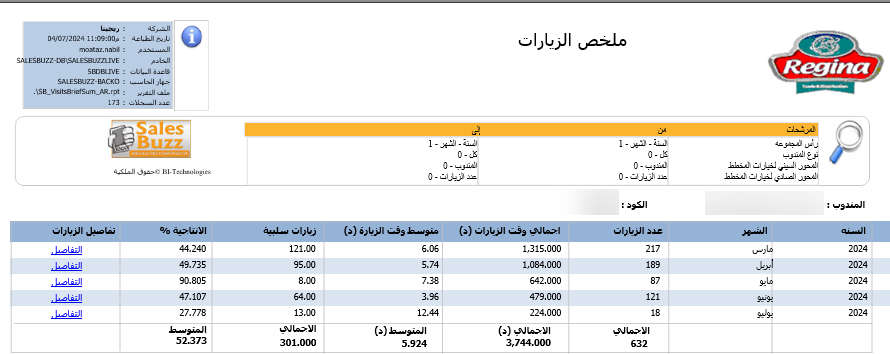 ملخص الزيارات
الشركة : ريجينا
تاريخ الطباعة : 04/07/2024 11:09:00م
المستخدم : moataz.nabil
الخادم : SALESBUZZ-DB\SALESBUZZLIVE
قاعدة البيانات : SBDBLIVE
جهاز الحاسب : SALESBUZZ-BACKO
ملف التقرير : .\SB_VisitsBriefSum_AR.rpt
عدد السجلات : 173
Regina
Trade & Distribution
المرشحات من إلى
رأس المجموعه السنة - الشهر - 1 السنة - الشهر - 1
نوع المندوب كل - 0 كل - 0
المحور السيني لخيارات المخطط المندوب - 0 المندوب - 0
المحور الصادي لخيارات المخطط عدد الزيارات - 0 عدد الزيارات - 0
Sales Buzz
حقوق الملكية© BI-Technologies
المندوب : الكود :
السنه الشهر عدد الزيارات اجمالي وقت الزيارات (د) متوسط وقت الزيارة (د) زيارات سلبية الانتاجية % تفاصيل الزيارات
2024 مارس 217 1,315.000 6.06 121.00 44.240 التفاصيل
2024 أبريل 189 1,084.000 5.74 95.00 49.735 التفاصيل
2024 مايو 87 642.000 7.38 8.00 90.805 التفاصيل
2024 يونيو 121 479.000 3.96 64.00 47.107 التفاصيل
2024 يوليو 18 224.000 12.44 13.00 27.778 التفاصيل
الاجمالي الاجمالي (د) المتوسط (د) الاجمالي المتوسط
632 3,744.000 5.924 301.000 52.373